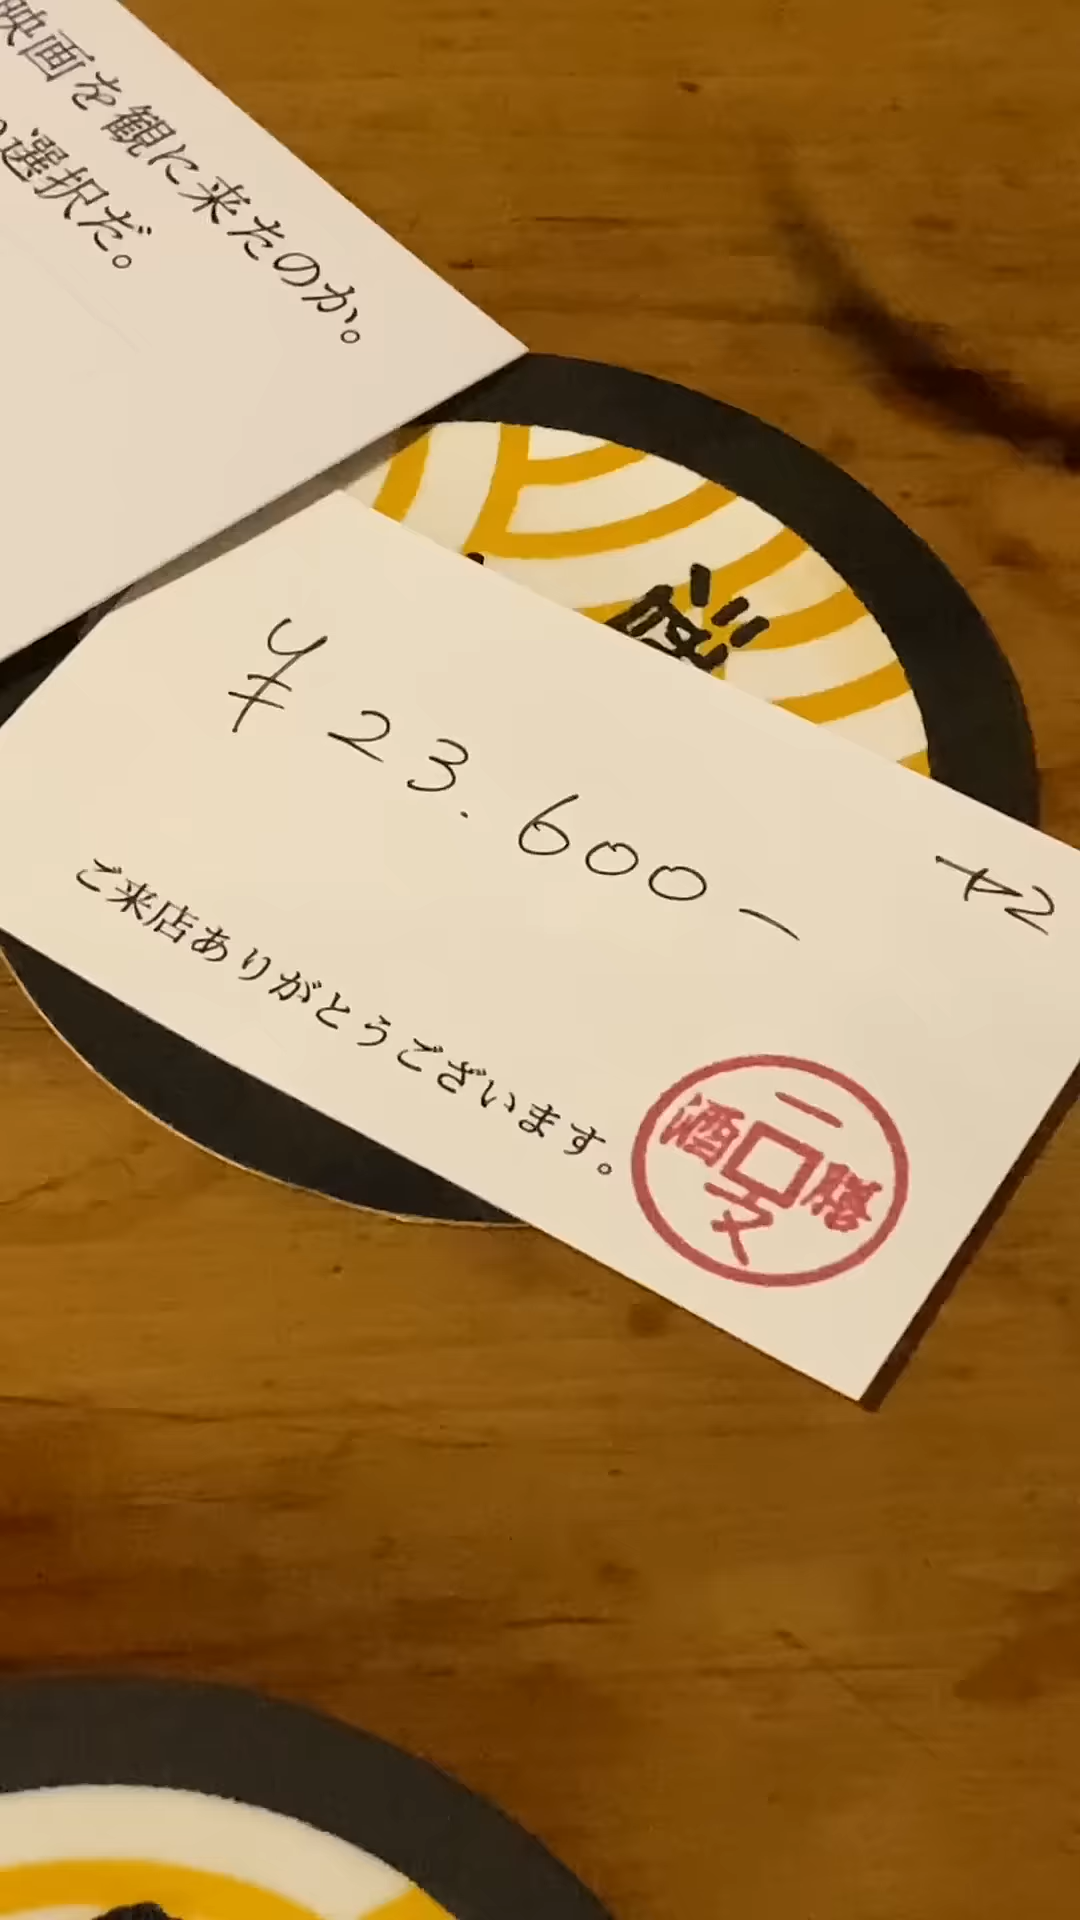 映画を観に来たのか。
選択だ。
¥23.600-
ご来店ありがとうございます。
酒 膳